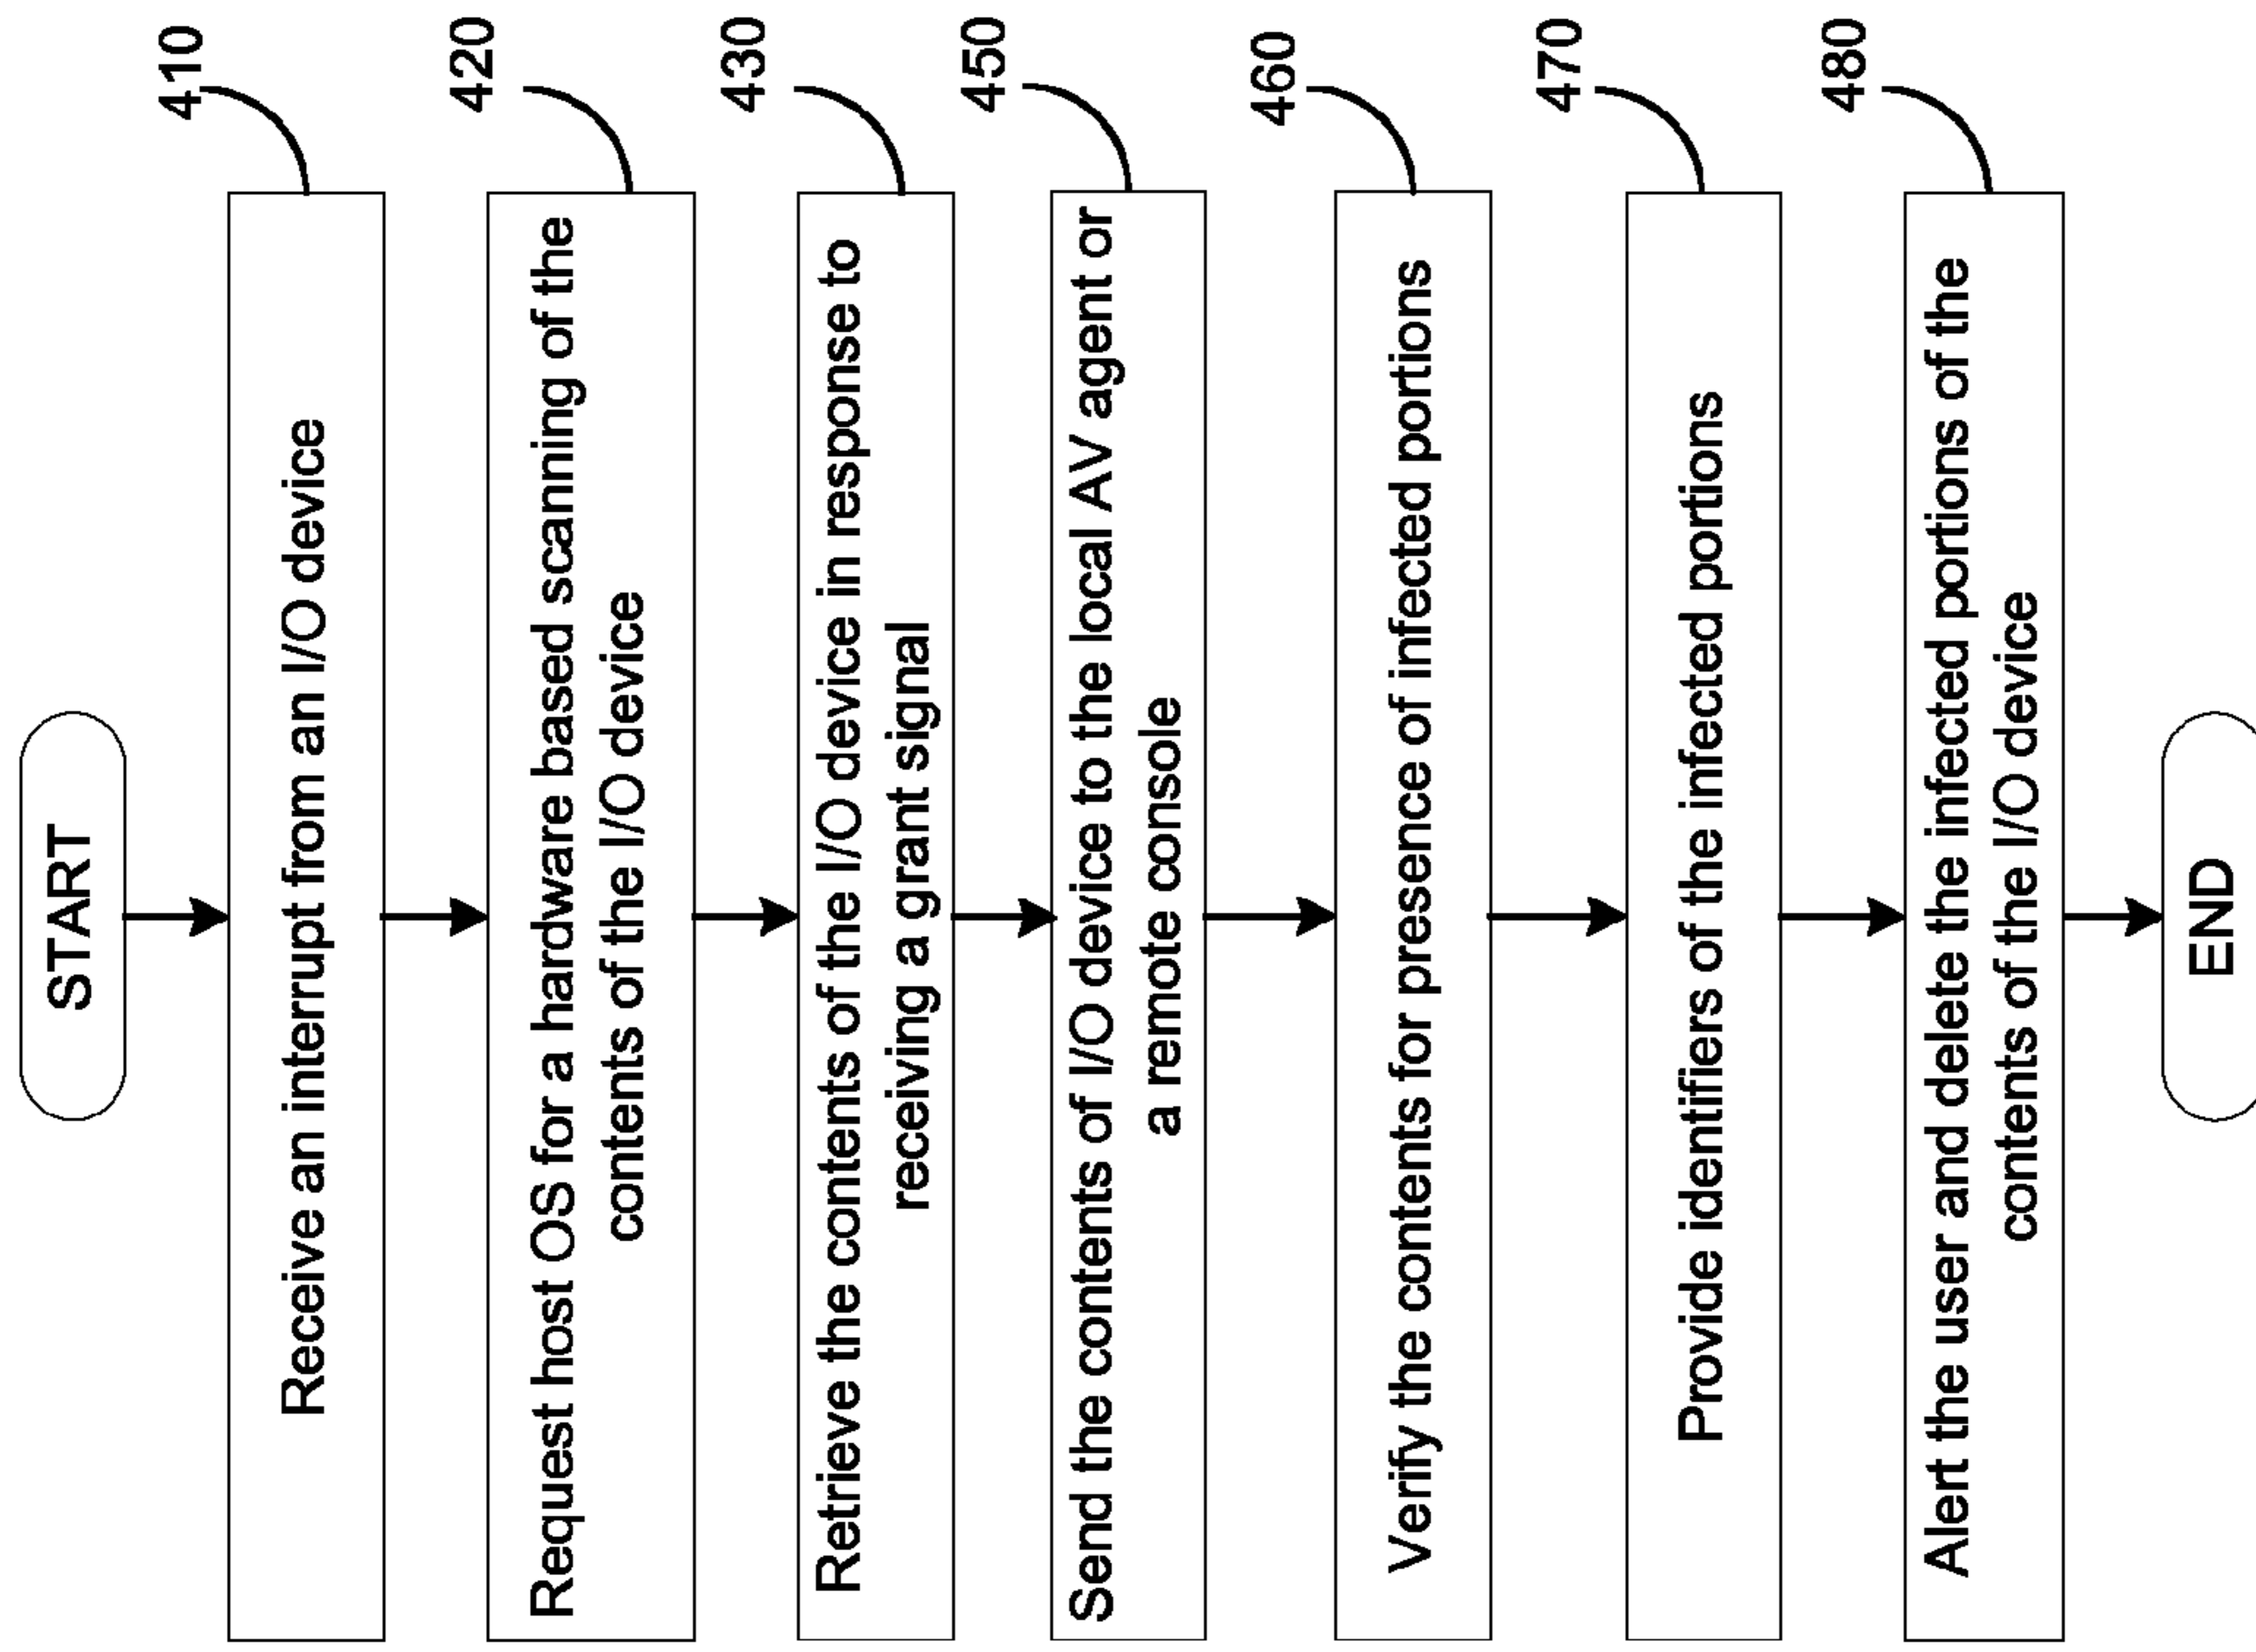 START
Receive an interrupt from an I/O device
410
Request host OS for a hardware based scanning of the
contents of the I/O device
420
Retrieve the contents of the I/O device in response to
receiving a grant signal
430
Send the contents of I/O device to the local AV agent or
a remote console
450
Verify the contents for presence of infected portions
460
Provide identifiers of the infected portions
470
Alert the user and delete the infected portions of the
contents of the I/O device
480
END